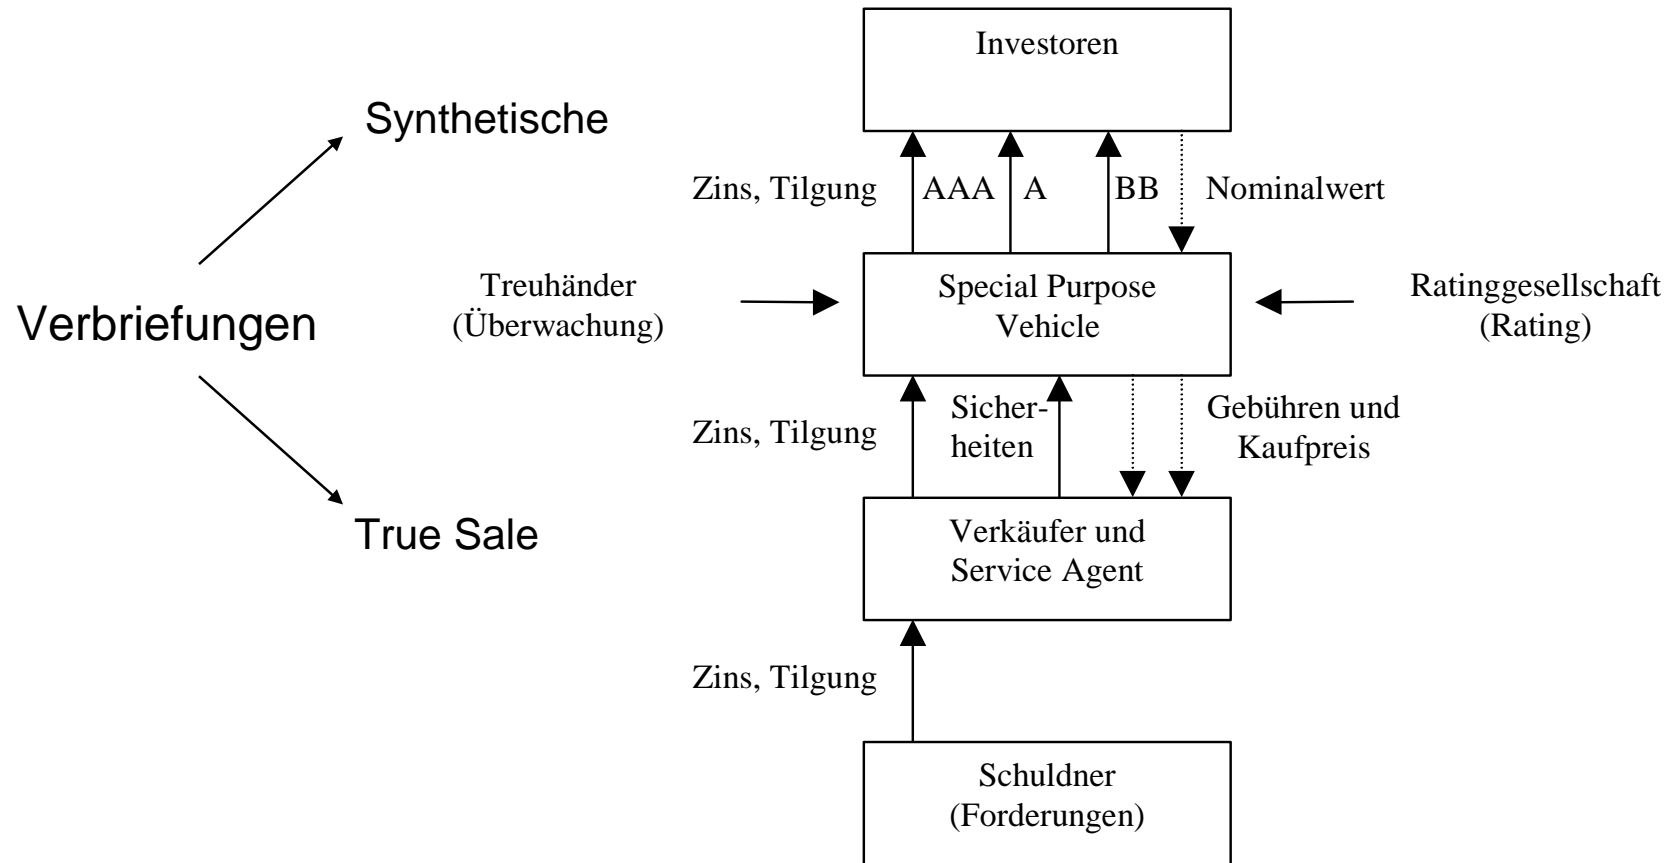 Investoren
Synthetische
Zins, Tilgung
AAA
A
BB
Nominalwert
Verbriefungen
Treuhänder
(Überwachung)
Special Purpose
Vehicle
Ratinggesellschaft
(Rating)
Zins, Tilgung
Sicher-
heiten
Gebühren und
Kaufpreis
True Sale
Verkäufer und
Service Agent
Zins, Tilgung
Schuldner
(Forderungen)